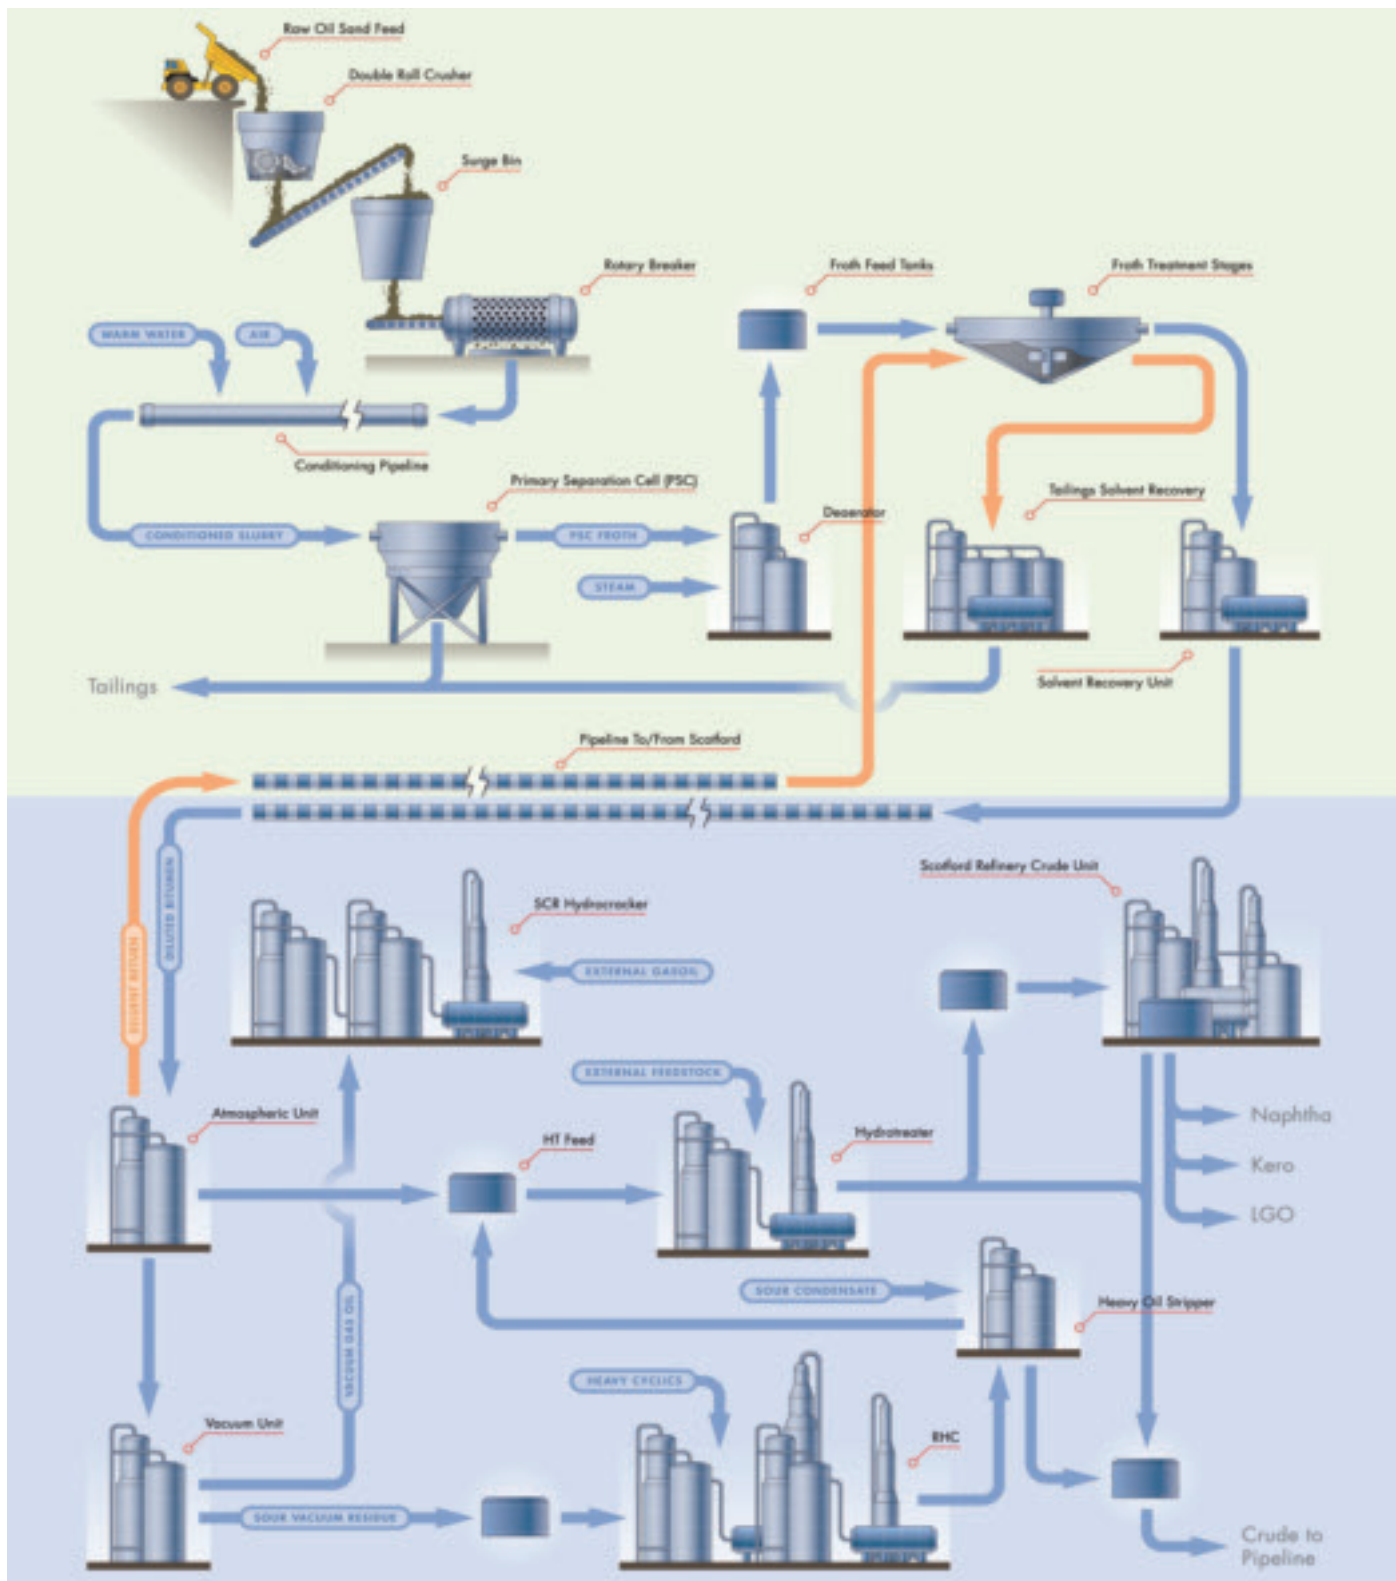 Raw Oil Sand Feed
Double Roll Crusher
Surge Bin
Rotary Breaker
Froth Feed Tanks
Froth Treatment Stages
WARM WATER
AIR
Conditioning Pipeline
Primary Separation Cell (PSC)
Tailings Solvent Recovery
Deaerator
CONDITIONED SLURRY
PSC FROTH
STEAM
Tailings
Solvent Recovery Unit
Pipeline To/From Scotford
Scotford Refinery Crude Unit
SCR Hydrocracker
DILUTED BITUMEN
SOLVENT RETURN
EXTERNAL GASOIL
EXTERNAL FEEDSTOCK
Atmospheric Unit
HT Feed
Hydrotreater
Naphtha
Kero
LGO
SOUR CONDENSATE
Heavy Oil Stripper
VACUUM GAS OIL
HEAVY CYCLICS
Vacuum Unit
RHC
SOUR VACUUM RESIDUE
Crude to
Pipeline